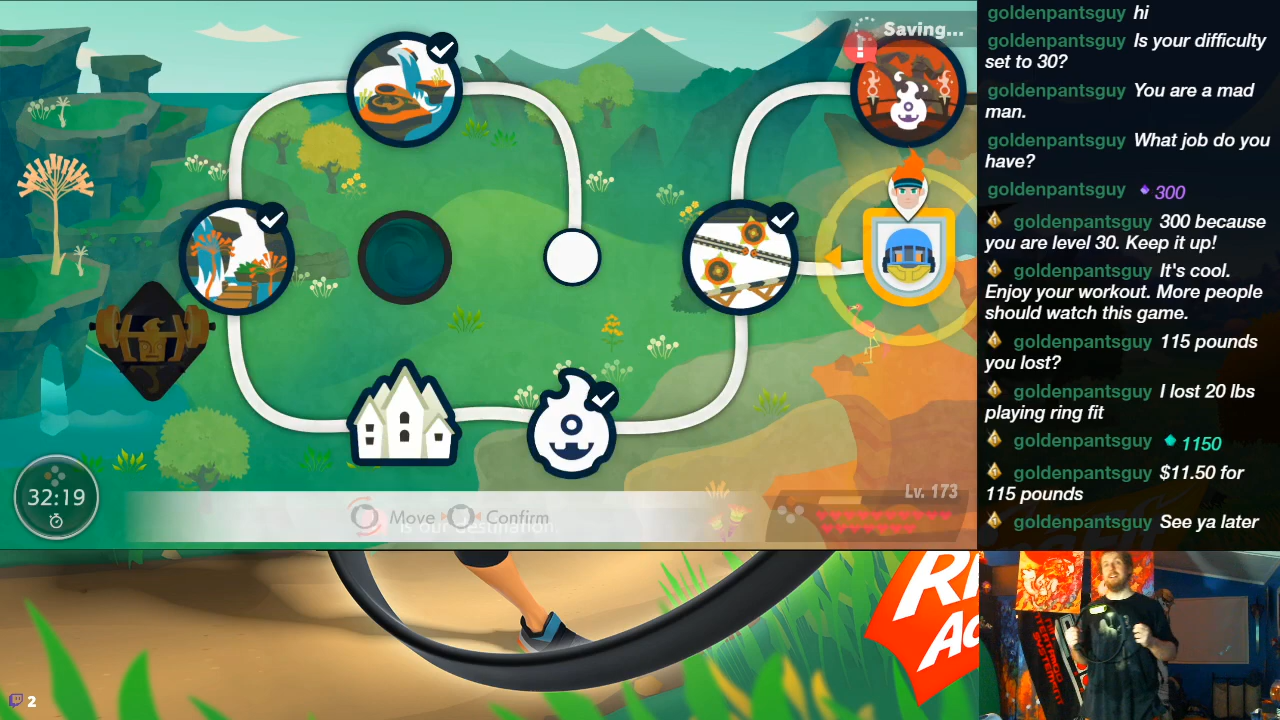 Saving...
32:19
Move
Confirm
is our destination.
Lv. 173
goldenpantsguy hi
goldenpantsguy Is your difficulty
set to 30?
goldenpantsguy You are a mad
man.
goldenpantsguy What job do you
have?
goldenpantsguy 300
goldenpantsguy 300 because
you are level 30. Keep it up!
goldenpantsguy It's cool.
Enjoy your workout. More people
should watch this game.
goldenpantsguy 115 pounds
you lost?
goldenpantsguy I lost 20 lbs
playing ring fit
goldenpantsguy 1150
goldenpantsguy $11.50 for
115 pounds
goldenpantsguy See ya later
2